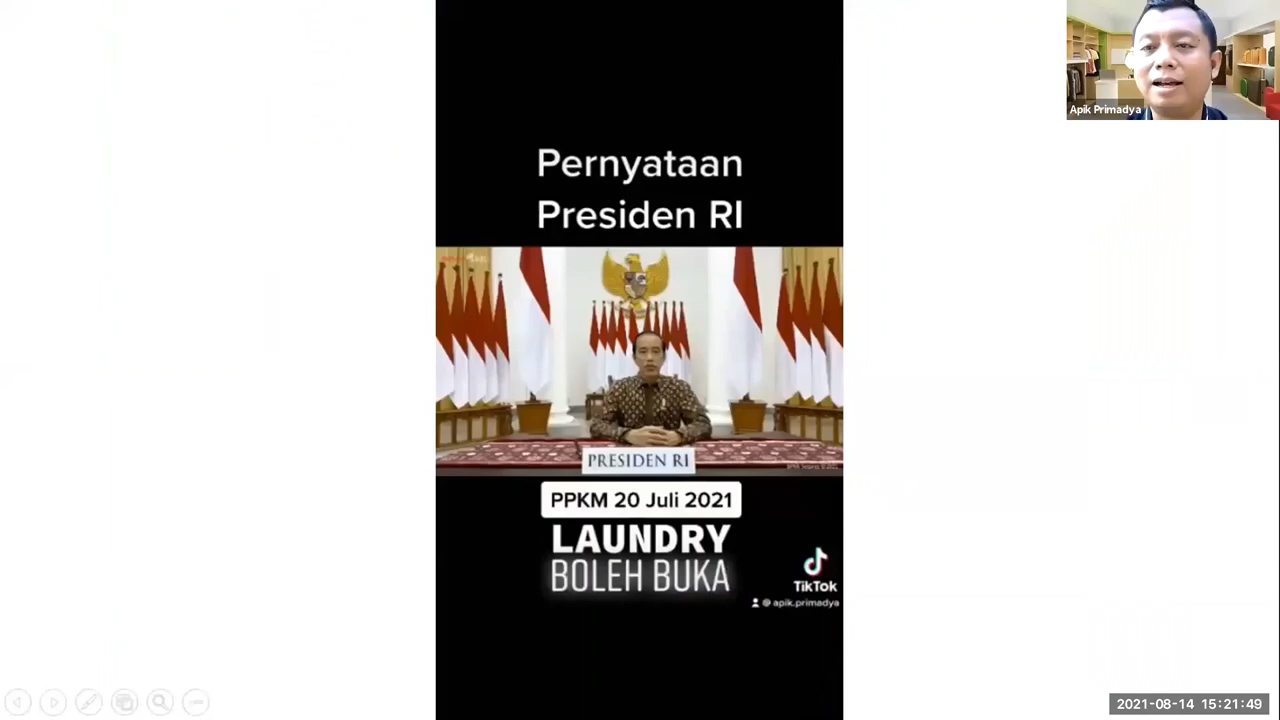 Apik Primadya
Pernyataan
Presiden RI
PRESIDEN RI
PPKM 20 Juli 2021
LAUNDRY
BOLEH BUKA
TikTok
@ apik.primadya
2021-08-14 15:21:49